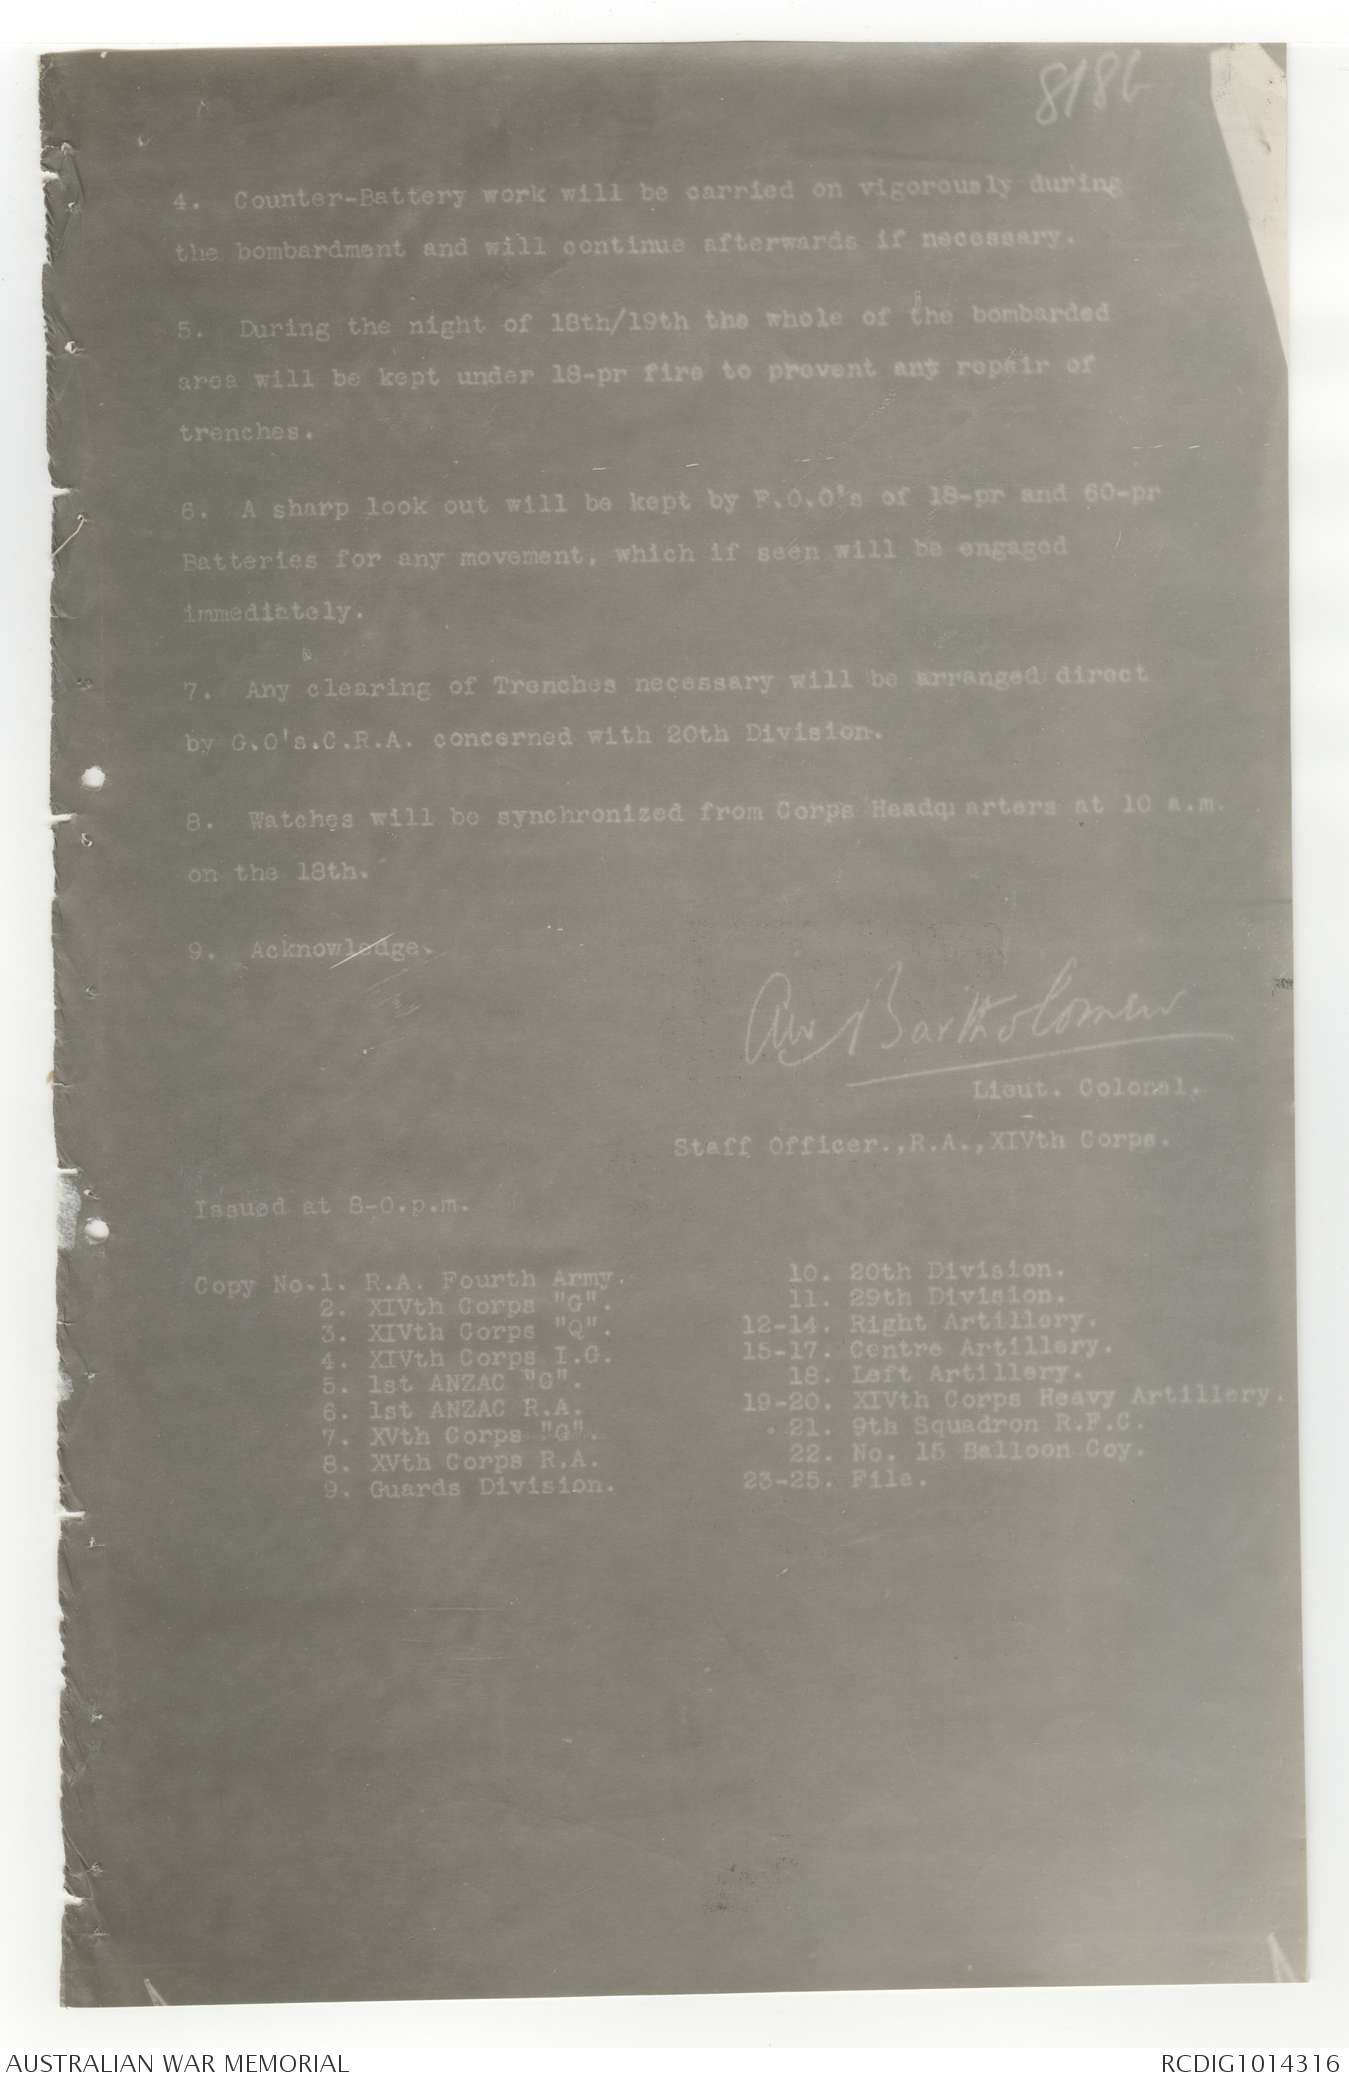 818b
4. Counter-Battery work will be carried on vigorously during
the bombardment and will continue afterwards if necessary.
5. During the night of 18th/19th the whole of the bombarded
area will be kept under 18-pr fire to prevent any repair of
trenches.
6. A sharp look out will be kept by F.O.O's of 18-pr and 60-pr
Batteries for any movement, which if seen will be engaged
immediately.
7. Any clearing of Trenches necessary will be arranged direct
by G.O's.C.R.A. concerned with 20th Division.
8. Watches will be synchronized from Corps Headquarters at 10 a.m.
on the 18th.
9. Acknowledge.
AW Bartholomew
Lieut. Colonel,
Staff Officer.,R.A.,XIVth Corps.
Issued at 8-0.p.m.
Copy No.1. R.A. Fourth Army.
2. XIVth Corps "G".
3. XIVth Corps "Q".
4. XIVth Corps I.G.
5. 1st ANZAC "G".
6. 1st ANZAC R.A.
7. XVth Corps "G".
8. XVth Corps R.A.
9. Guards Division.
10. 20th Division.
11. 29th Division.
12-14. Right Artillery.
15-17. Centre Artillery.
18. Left Artillery.
19-20. XIVth Corps Heavy Artillery.
21. 9th Squadron R.F.C.
22. No. 15 Balloon Coy.
23-25. File.
AUSTRALIAN WAR MEMORIAL
RCDIG1014316